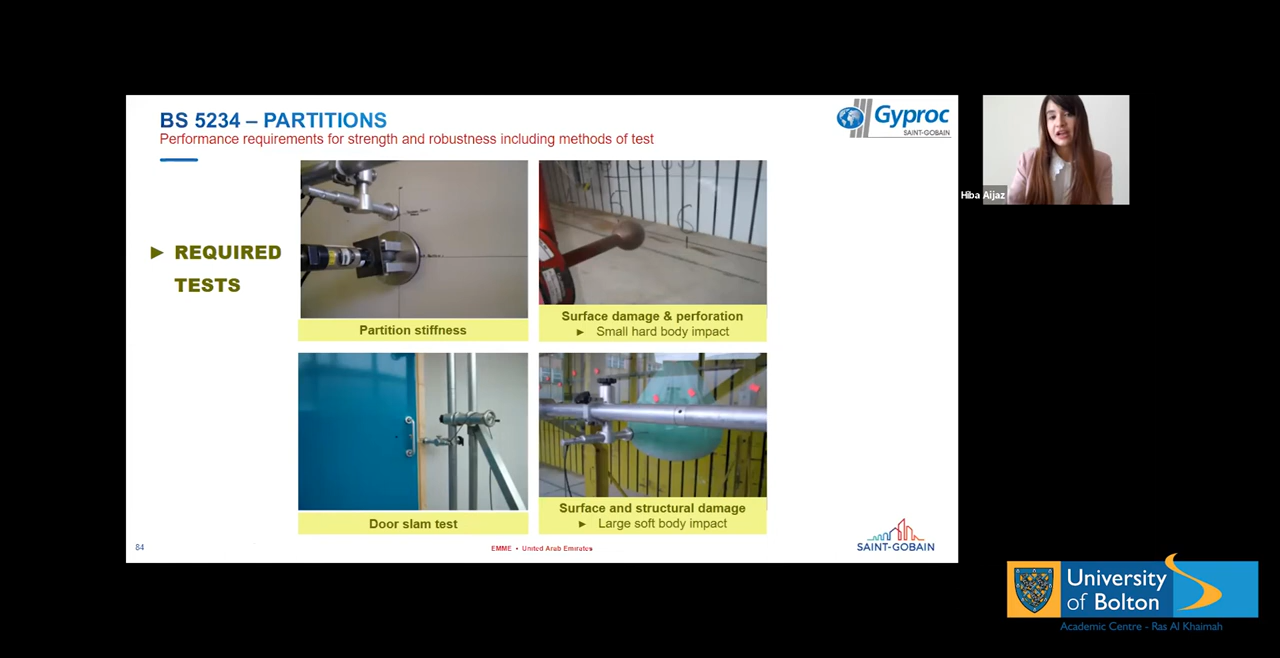 BS 5234 – PARTITIONS
Performance requirements for strength and robustness including methods of test
Gyproc
SAINT-GOBAIN
Hiba Aijaz
► REQUIRED
TESTS
Partition stiffness
Surface damage & perforation
► Small hard body impact
Door slam test
Surface and structural damage
► Large soft body impact
84
EMME • United Arab Emirates
SAINT-GOBAIN
University
of Bolton
Academic Centre - Ras Al Khaimah